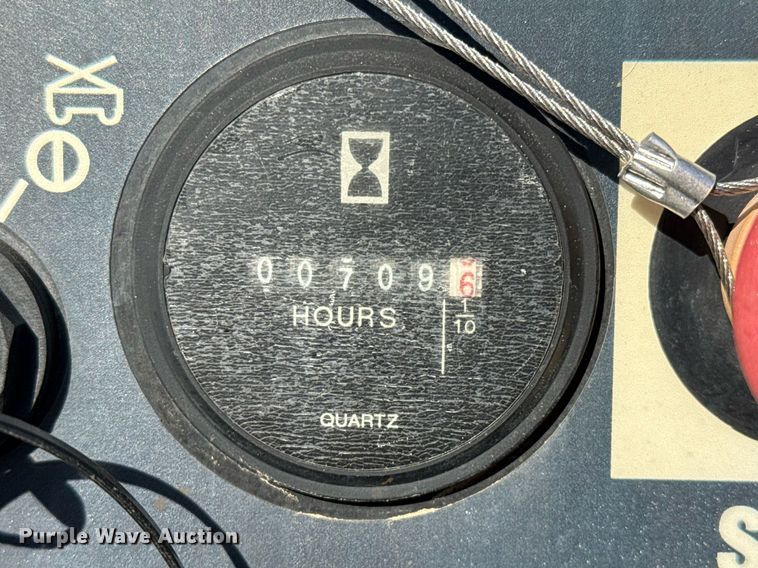 00709 6
HOURS
1
10
QUARTZ
S
Purple Wave Auction